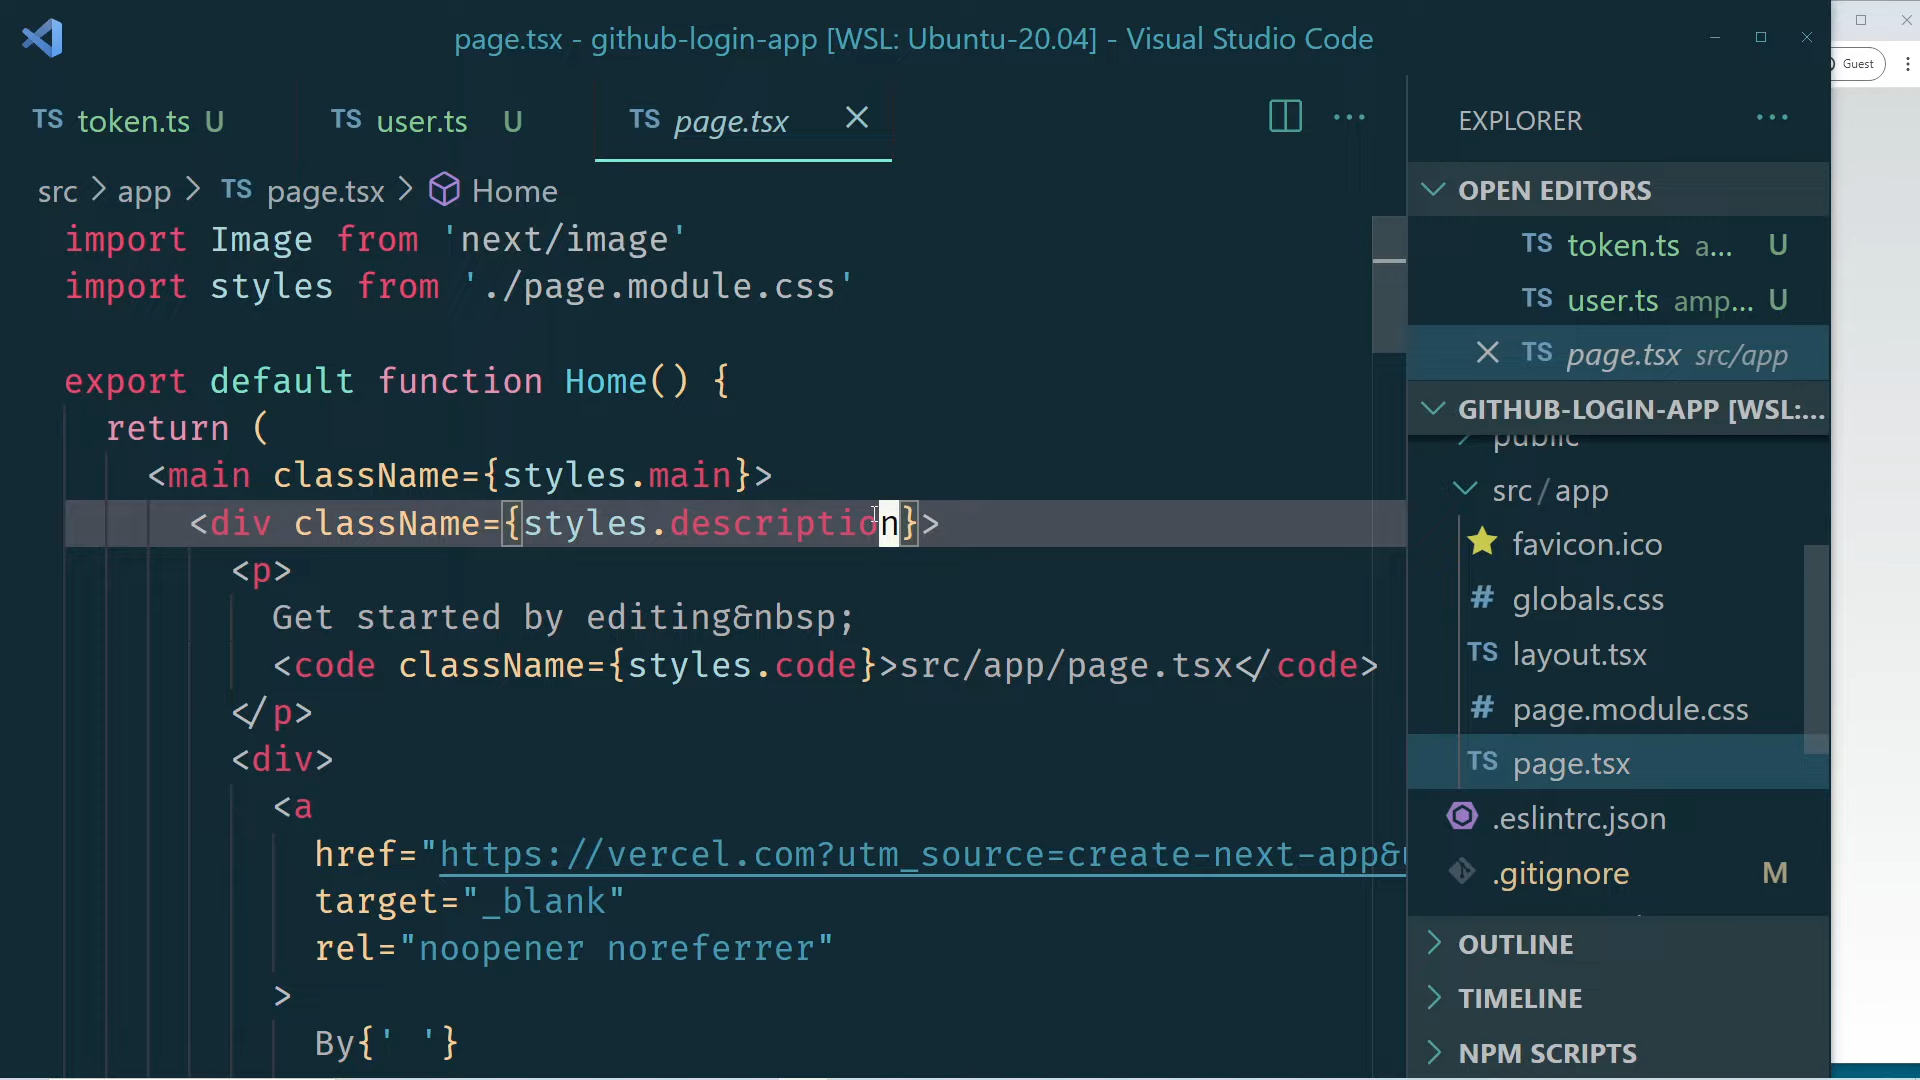 page.tsx - github-login-app [WSL: Ubuntu-20.04] - Visual Studio Code
Guest
TS token.ts U
TS user.ts U
TS page.tsx
src > app > TS page.tsx > Home
import Image from 'next/image'
import styles from './page.module.css'
export default function Home() {
return (
<main className={styles.main}>
<div className={styles.description}>
<p>
Get started by editing&nbsp;
<code className={styles.code}>src/app/page.tsx</code>
</p>
<div>
<a
href="https://vercel.com?utm_source=create-next-app&u
target="_blank"
rel="noopener noreferrer"
>
By{' '}
EXPLORER
OPEN EDITORS
TS token.ts a... U
TS user.ts amp... U
TS page.tsx src/app
GITHUB-LOGIN-APP [WSL:...
public
src/app
favicon.ico
# globals.css
TS layout.tsx
# page.module.css
TS page.tsx
.eslintrc.json
.gitignore M
OUTLINE
TIMELINE
NPM SCRIPTS